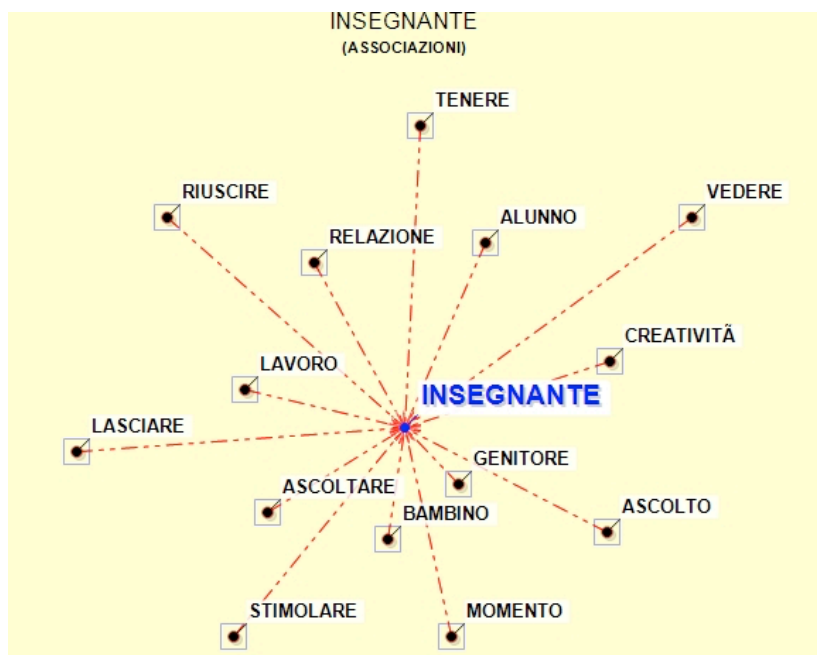 INSEGNANTE
(ASSOCIAZIONI)
TENERE
RIUSCIRE
VEDERE
ALUNNO
RELAZIONE
CREATIVITÃ
LAVORO
INSEGNANTE
LASCIARE
GENITORE
ASCOLTARE
BAMBINO
ASCOLTO
STIMOLARE
MOMENTO